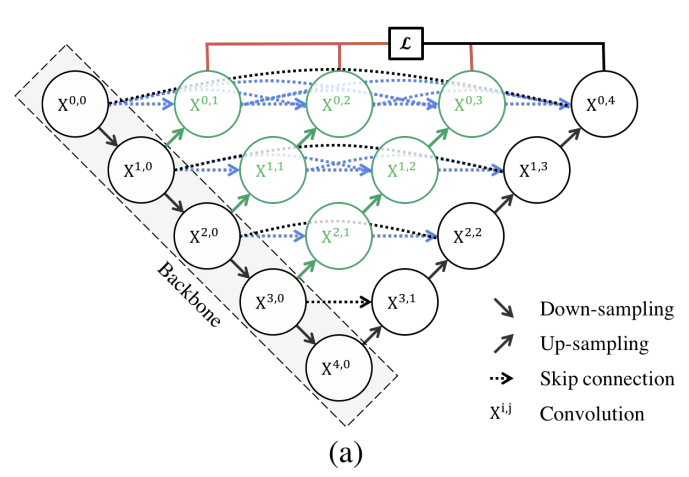 𝓛
X^{0,0} X^{0,1} X^{0,2} X^{0,3} X^{0,4}
X^{1,0} X^{1,1} X^{1,2} X^{1,3}
X^{2,0} X^{2,1} X^{2,2}
X^{3,0} X^{3,1}
X^{4,0}
Backbone
Down-sampling
Up-sampling
Skip connection
X^{i,j} Convolution
(a)